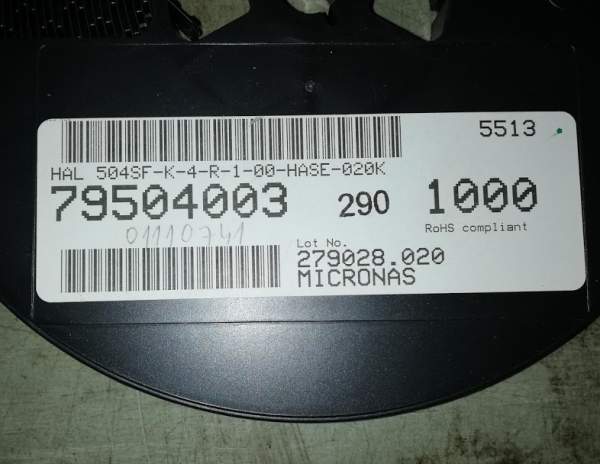 5513
HAL 504SF-K-4-R-1-00-HASE-020K
79504003 290 1000
RoHS compliant
01110741
Lot No.
279028.020
MICRONAS